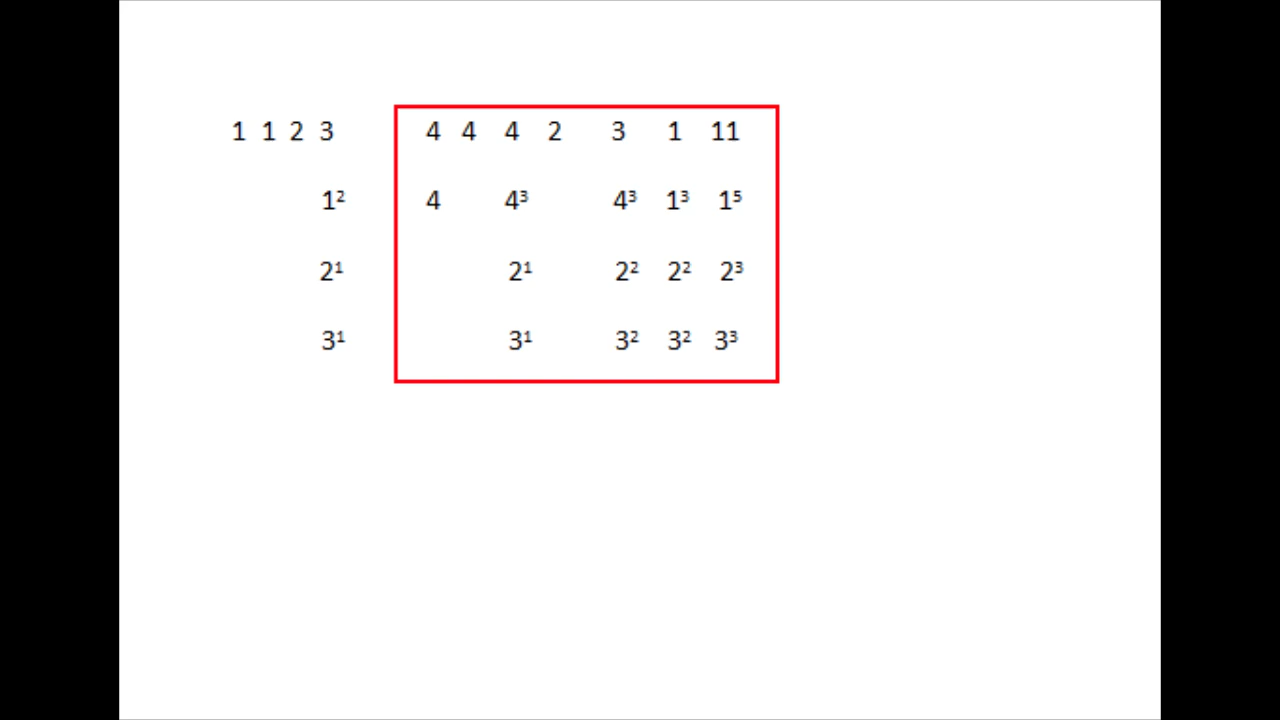 1 1 2 3 4 4 4 2 3 1 11
1² 4 4³ 4³ 1³ 1⁵
2¹ 2¹ 2² 2² 2³
3¹ 3¹ 3² 3² 3³